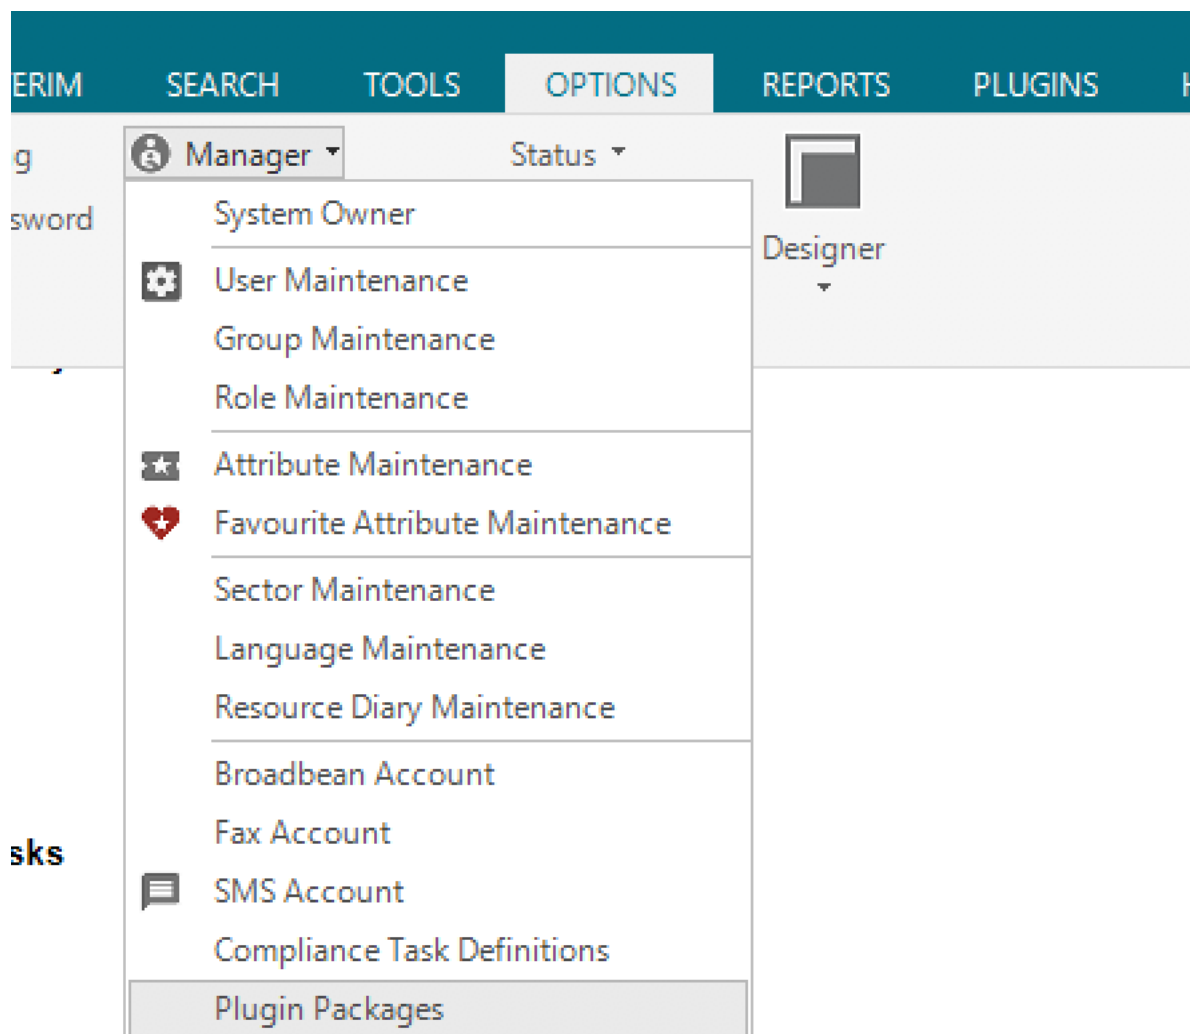 ERIM SEARCH TOOLS OPTIONS REPORTS PLUGINS H
g Manager Status
sword
Designer
System Owner
User Maintenance
Group Maintenance
Role Maintenance
Attribute Maintenance
Favourite Attribute Maintenance
Sector Maintenance
Language Maintenance
Resource Diary Maintenance
Broadbean Account
Fax Account
sks
SMS Account
Compliance Task Definitions
Plugin Packages